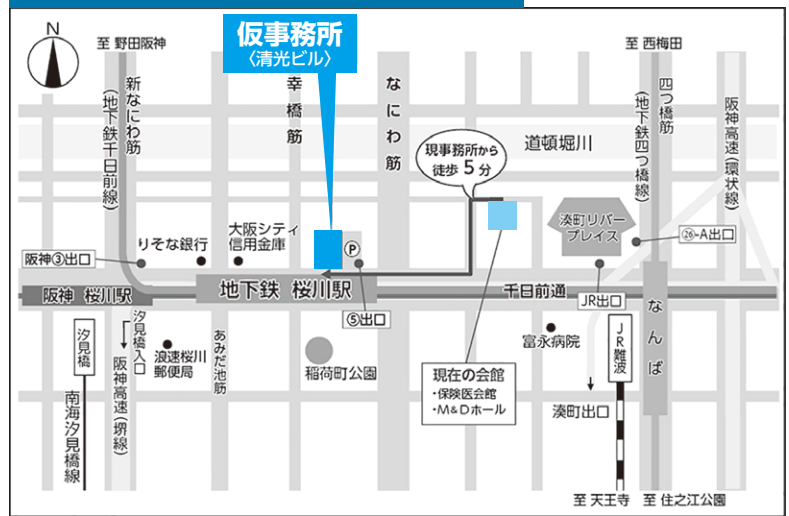 N
至 野田阪神
仮事務所
〈清光ビル〉
至 西梅田
新なにわ筋
(地下鉄千日前線)
幸橋筋
なにわ筋
四つ橋筋
(地下鉄四つ橋線)
阪神高速(環状線)
道頓堀川
現事務所から
徒歩5分
大阪シティ
信用金庫
りそな銀行
阪神③出口
P
湊町リバー
プレイス
㉖-A出口
阪神 桜川駅
地下鉄 桜川駅
千日前通
JR出口
⑤出口
なんば
汐見橋
汐見橋入口
浪速桜川
郵便局
あみだ池筋
稲荷町公園
富永病院
JR難波
現在の会館
・保険医会館
・M&Dホール
阪神高速(堺線)
南海汐見橋線
湊町出口
至 天王寺
至 住之江公園